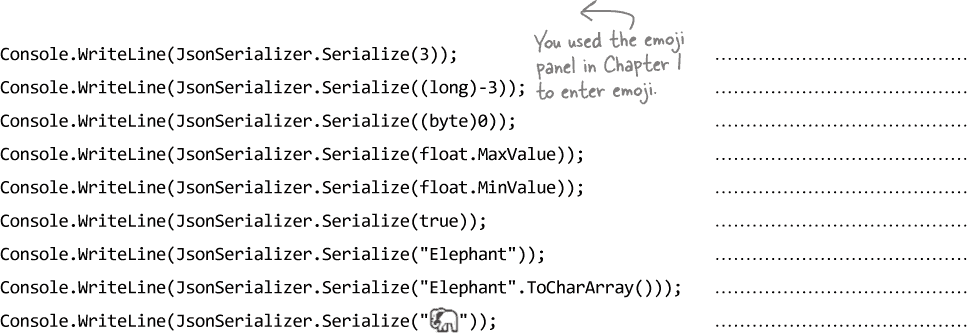 Console.WriteLine(JsonSerializer.Serialize(3));
You used the emoji
panel in Chapter 1
to enter emoji.
Console.WriteLine(JsonSerializer.Serialize((long)-3));
Console.WriteLine(JsonSerializer.Serialize((byte)0));
Console.WriteLine(JsonSerializer.Serialize(float.MaxValue));
Console.WriteLine(JsonSerializer.Serialize(float.MinValue));
Console.WriteLine(JsonSerializer.Serialize(true));
Console.WriteLine(JsonSerializer.Serialize("Elephant"));
Console.WriteLine(JsonSerializer.Serialize("Elephant".ToCharArray()));
Console.WriteLine(JsonSerializer.Serialize("🐘"));